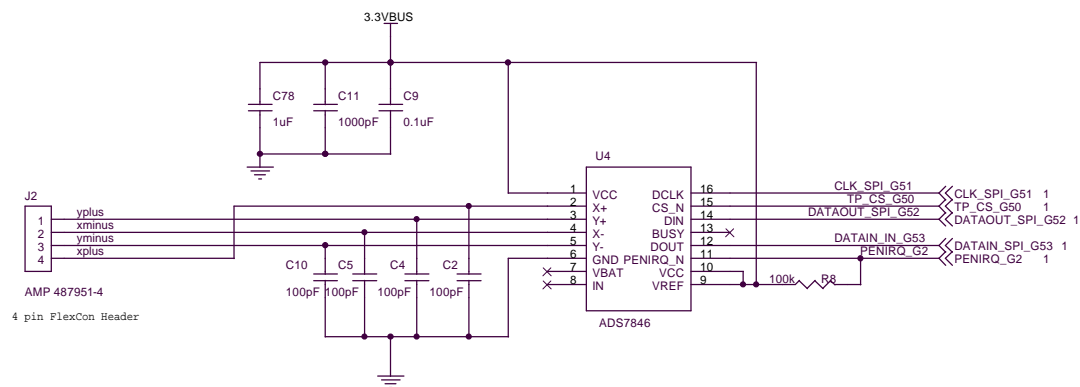 3.3VBUS
C78
1uF
C11
1000pF
C9
0.1uF
J2
1
2
3
4
yplus
xminus
yminus
xplus
AMP 487951-4
4 pin FlexCon Header
C10
100pF
C5
100pF
C4
100pF
C2
100pF
U4
1 VCC DCLK 16
2 X+ CS_N 15
3 Y+ DIN 14
4 X- BUSY 13
5 Y- DOUT 12
6 GND PENIRQ_N 11
7 VBAT VCC 10
8 IN VREF 9
ADS7846
CLK_SPI_G51 CLK_SPI_G51 1
TP_CS_G50 TP_CS_G50 1
DATAOUT_SPI_G52 DATAOUT_SPI_G52 1
DATAIN_IN_G53 DATAIN_SPI_G53 1
PENIRQ_G2 PENIRQ_G2 1
100k R8